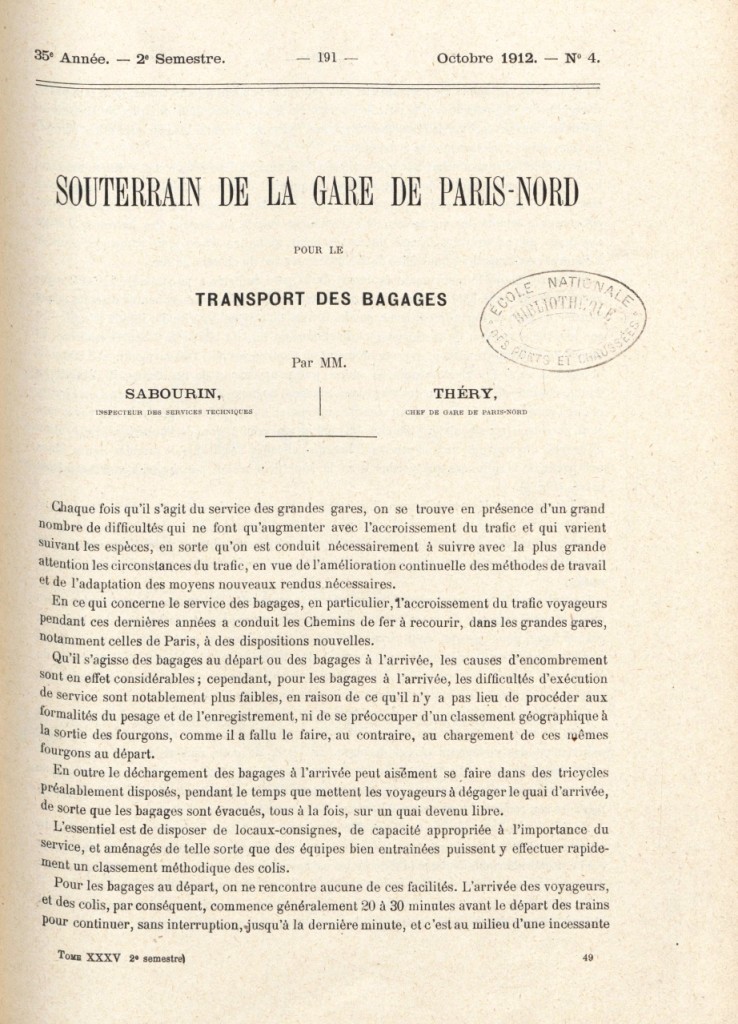 35e Année. — 2e Semestre. — 191 — Octobre 1912. — No 4.
SOUTERRAIN DE LA GARE DE PARIS-NORD
POUR LE
TRANSPORT DES BAGAGES
ÉCOLE NATIONALE
BIBLIOTHÈQUE
DES PONTS ET CHAUSSÉES
Par MM.
SABOURIN, THÉRY,
INSPECTEUR DES SERVICES TECHNIQUES CHEF DE GARE DE PARIS-NORD
Chaque fois qu'il s'agit du service des grandes gares, on se trouve en présence d'un grand
nombre de difficultés qui ne font qu'augmenter avec l'accroissement du trafic et qui varient
suivant les espèces, en sorte qu'on est conduit nécessairement à suivre avec la plus grande
attention les circonstances du trafic, en vue de l'amélioration continuelle des méthodes de travail
et de l'adaptation des moyens nouveaux rendus nécessaires.
En ce qui concerne le service des bagages, en particulier, l'accroissement du trafic voyageurs
pendant ces dernières années a conduit les Chemins de fer à recourir, dans les grandes gares,
notamment celles de Paris, à des dispositions nouvelles.
Qu'il s'agisse des bagages au départ ou des bagages à l'arrivée, les causes d'encombrement
sont en effet considérables ; cependant, pour les bagages à l'arrivée, les difficultés d'exécution
de service sont notablement plus faibles, en raison de ce qu'il n'y a pas lieu de procéder aux
formalités du pesage et de l'enregistrement, ni de se préoccuper d'un classement géographique à
la sortie des fourgons, comme il a fallu le faire, au contraire, au chargement de ces mêmes
fourgons au départ.
En outre le déchargement des bagages à l'arrivée peut aisément se faire dans des tricycles
préalablement disposés, pendant le temps que mettent les voyageurs à dégager le quai d'arrivée,
de sorte que les bagages sont évacués, tous à la fois, sur un quai devenu libre.
L'essentiel est de disposer de locaux-consignes, de capacité appropriée à l'importance du
service, et aménagés de telle sorte que des équipes bien entraînées puissent y effectuer rapide-
ment un classement méthodique des colis.
Pour les bagages au départ, on ne rencontre aucune de ces facilités. L'arrivée des voyageurs,
et des colis, par conséquent, commence généralement 20 à 30 minutes avant le départ des trains
pour continuer, sans interruption, jusqu'à la dernière minute, et c'est au milieu d'une incessante
Tome XXXV 2e semestre) 49